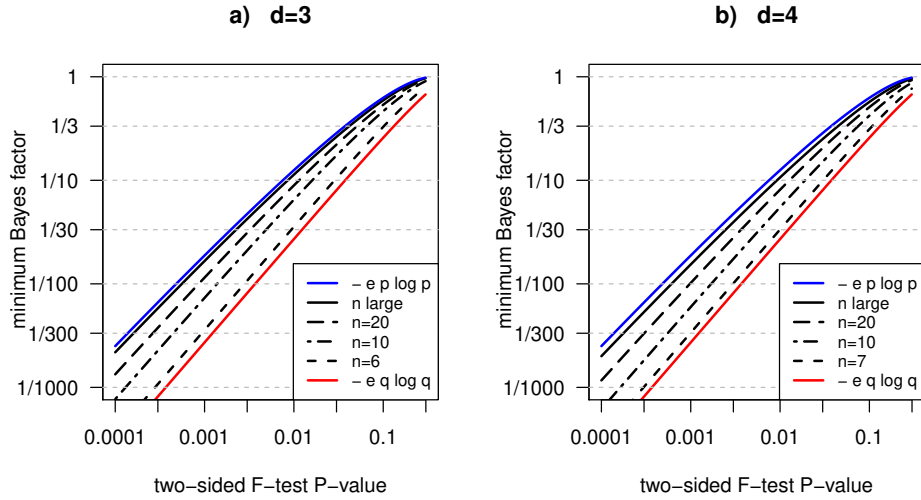 a) d=3
minimum Bayes factor
1
1/3
1/10
1/30
1/100
1/300
1/1000
− e p log p
n large
n=20
n=10
n=6
− e q log q
0.0001 0.001 0.01 0.1
two−sided F−test P−value
b) d=4
minimum Bayes factor
1
1/3
1/10
1/30
1/100
1/300
1/1000
− e p log p
n large
n=20
n=10
n=7
− e q log q
0.0001 0.001 0.01 0.1
two−sided F−test P−value